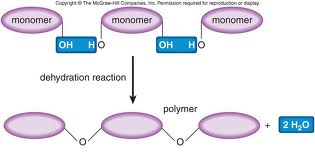 Copyright © The McGraw-Hill Companies, Inc. Permission required for reproduction or display.
monomer monomer monomer
OH H O OH H O
dehydration reaction
polymer
O O + 2 H₂O